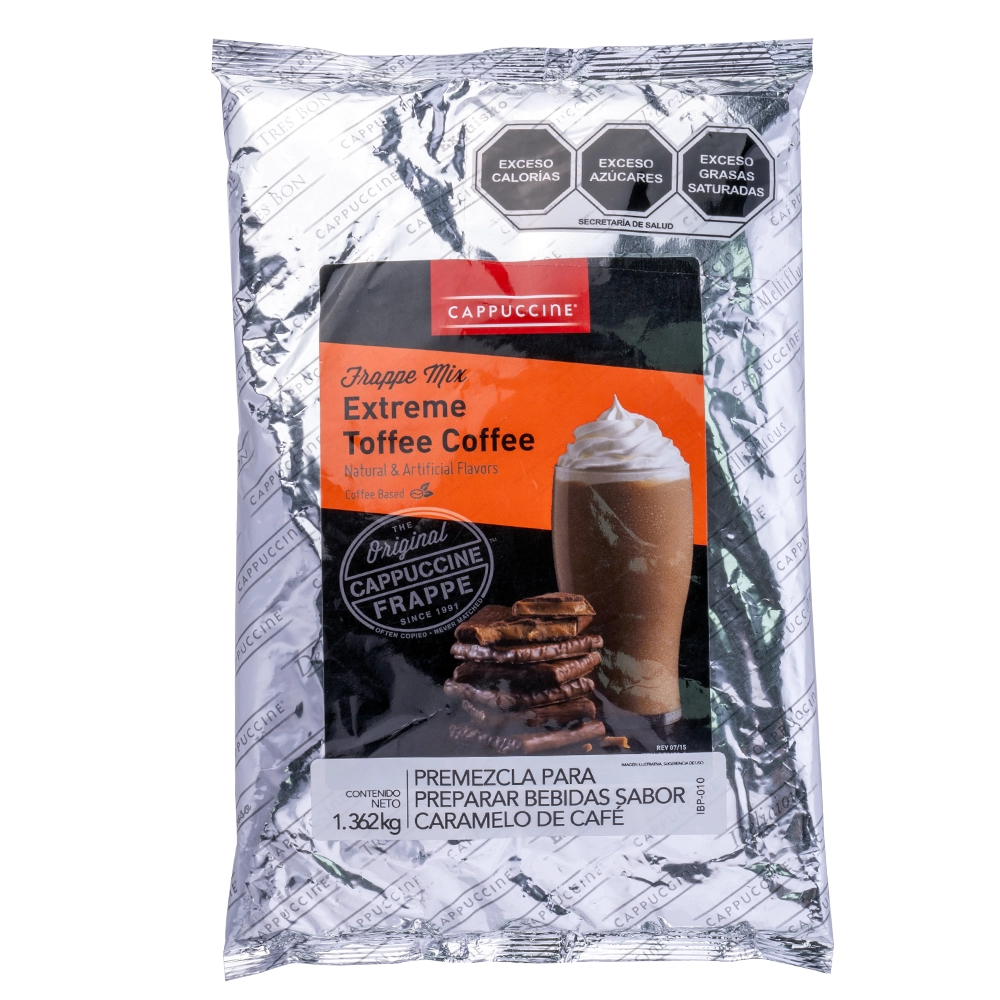 EXCESO
CALORÍAS
EXCESO
AZÚCARES
EXCESO
GRASAS
SATURADAS
SECRETARÍA DE SALUD
CAPPUCCINE
Frappe Mix
Extreme
Toffee Coffee
Natural & Artificial Flavors
Coffee Based
THE
Original
CAPPUCCINE™
FRAPPE
SINCE 1991
OFTEN COPIED • NEVER MATCHED
REV 07/15
IMAGEN ILUSTRATIVA, SUGERENCIA DE USO
CONTENIDO
NETO
1.362kg
PREMEZCLA PARA
PREPARAR BEBIDAS SABOR
CARAMELO DE CAFÉ
IBP-010
TRES BON
CAPPUCCINE